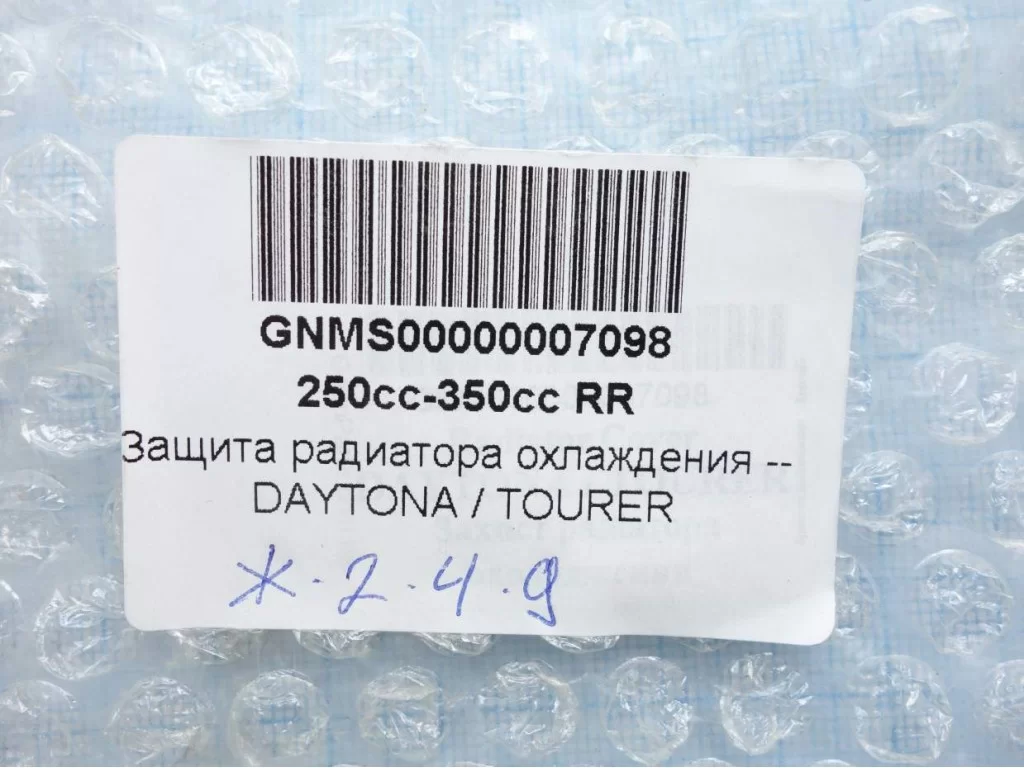 GNMS00000007098
250cc-350cc RR
Защита радиатора охлаждения --
DAYTONA / TOURER
Ж.2.4.9